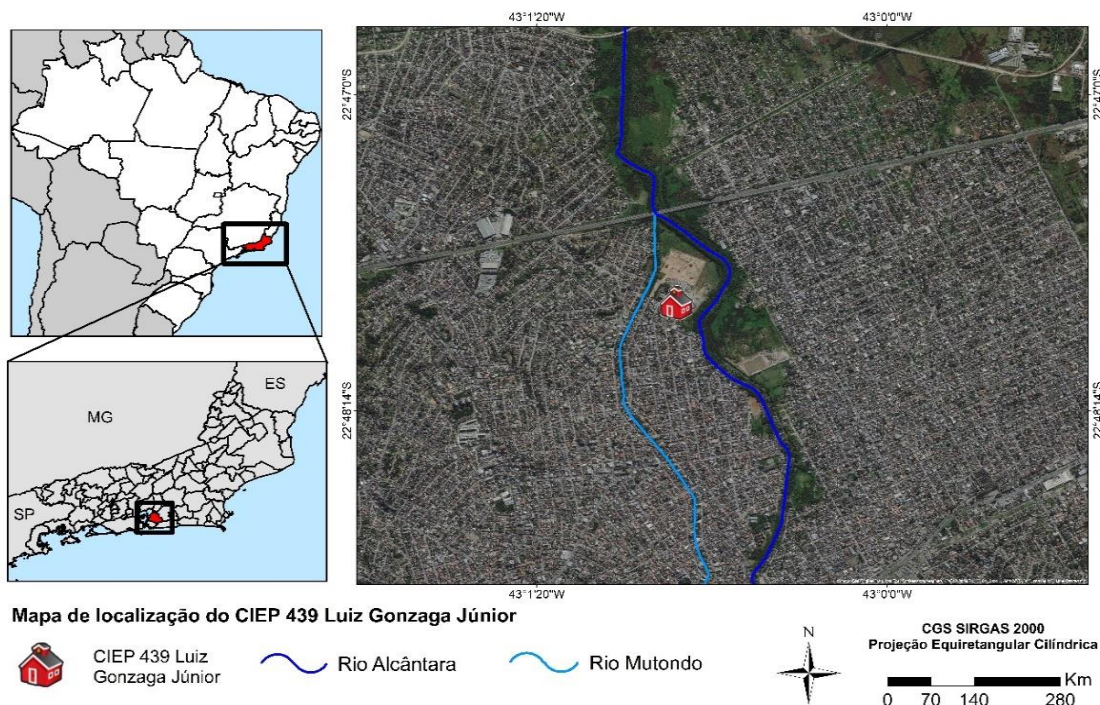 43°1'20"W
43°0'0"W
22°47'0"S
22°47'0"S
MG
ES
SP
22°48'14"S
22°48'14"S
43°1'20"W
43°0'0"W
Mapa de localização do CIEP 439 Luiz Gonzaga Júnior
CIEP 439 Luiz
Gonzaga Júnior
Rio Alcântara
Rio Mutondo
N
CGS SIRGAS 2000
Projeção Equiretangular Cilíndrica
Km
0 70 140 280